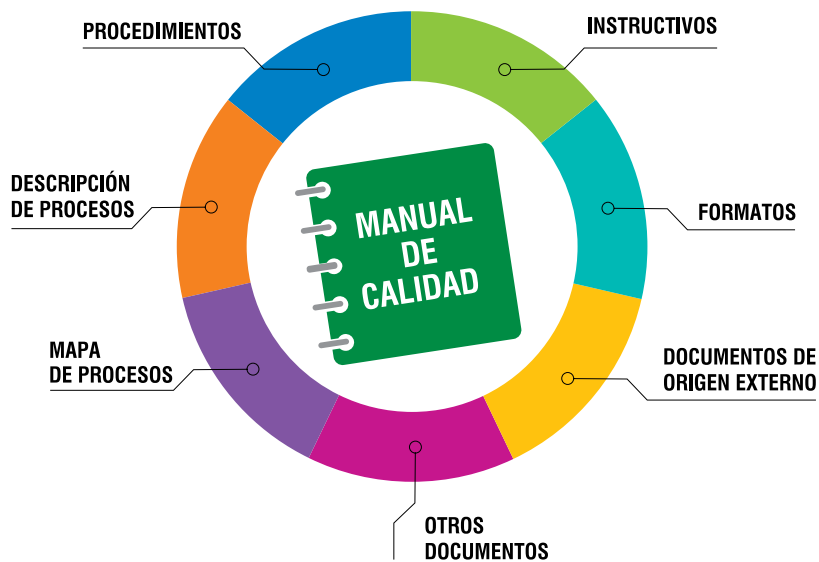 PROCEDIMIENTOS
INSTRUCTIVOS
DESCRIPCIÓN
DE PROCESOS
MANUAL
DE
CALIDAD
FORMATOS
MAPA
DE PROCESOS
DOCUMENTOS DE
ORIGEN EXTERNO
OTROS
DOCUMENTOS